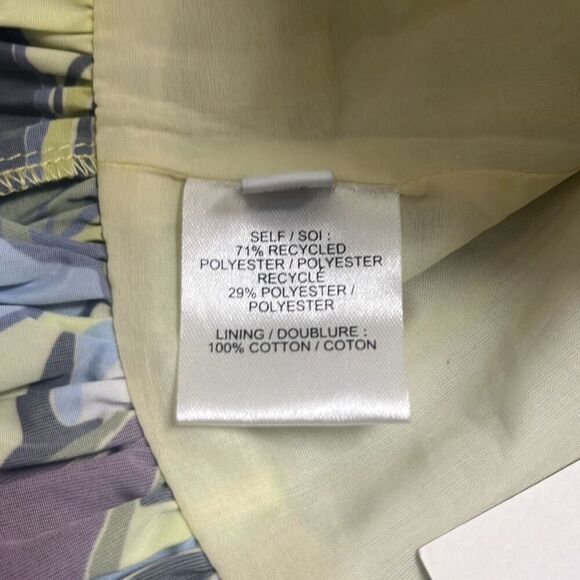 SELF / SOI :
71% RECYCLED
POLYESTER / POLYESTER
RECYCLÉ
29% POLYESTER /
POLYESTER
LINING / DOUBLURE :
100% COTTON / COTON